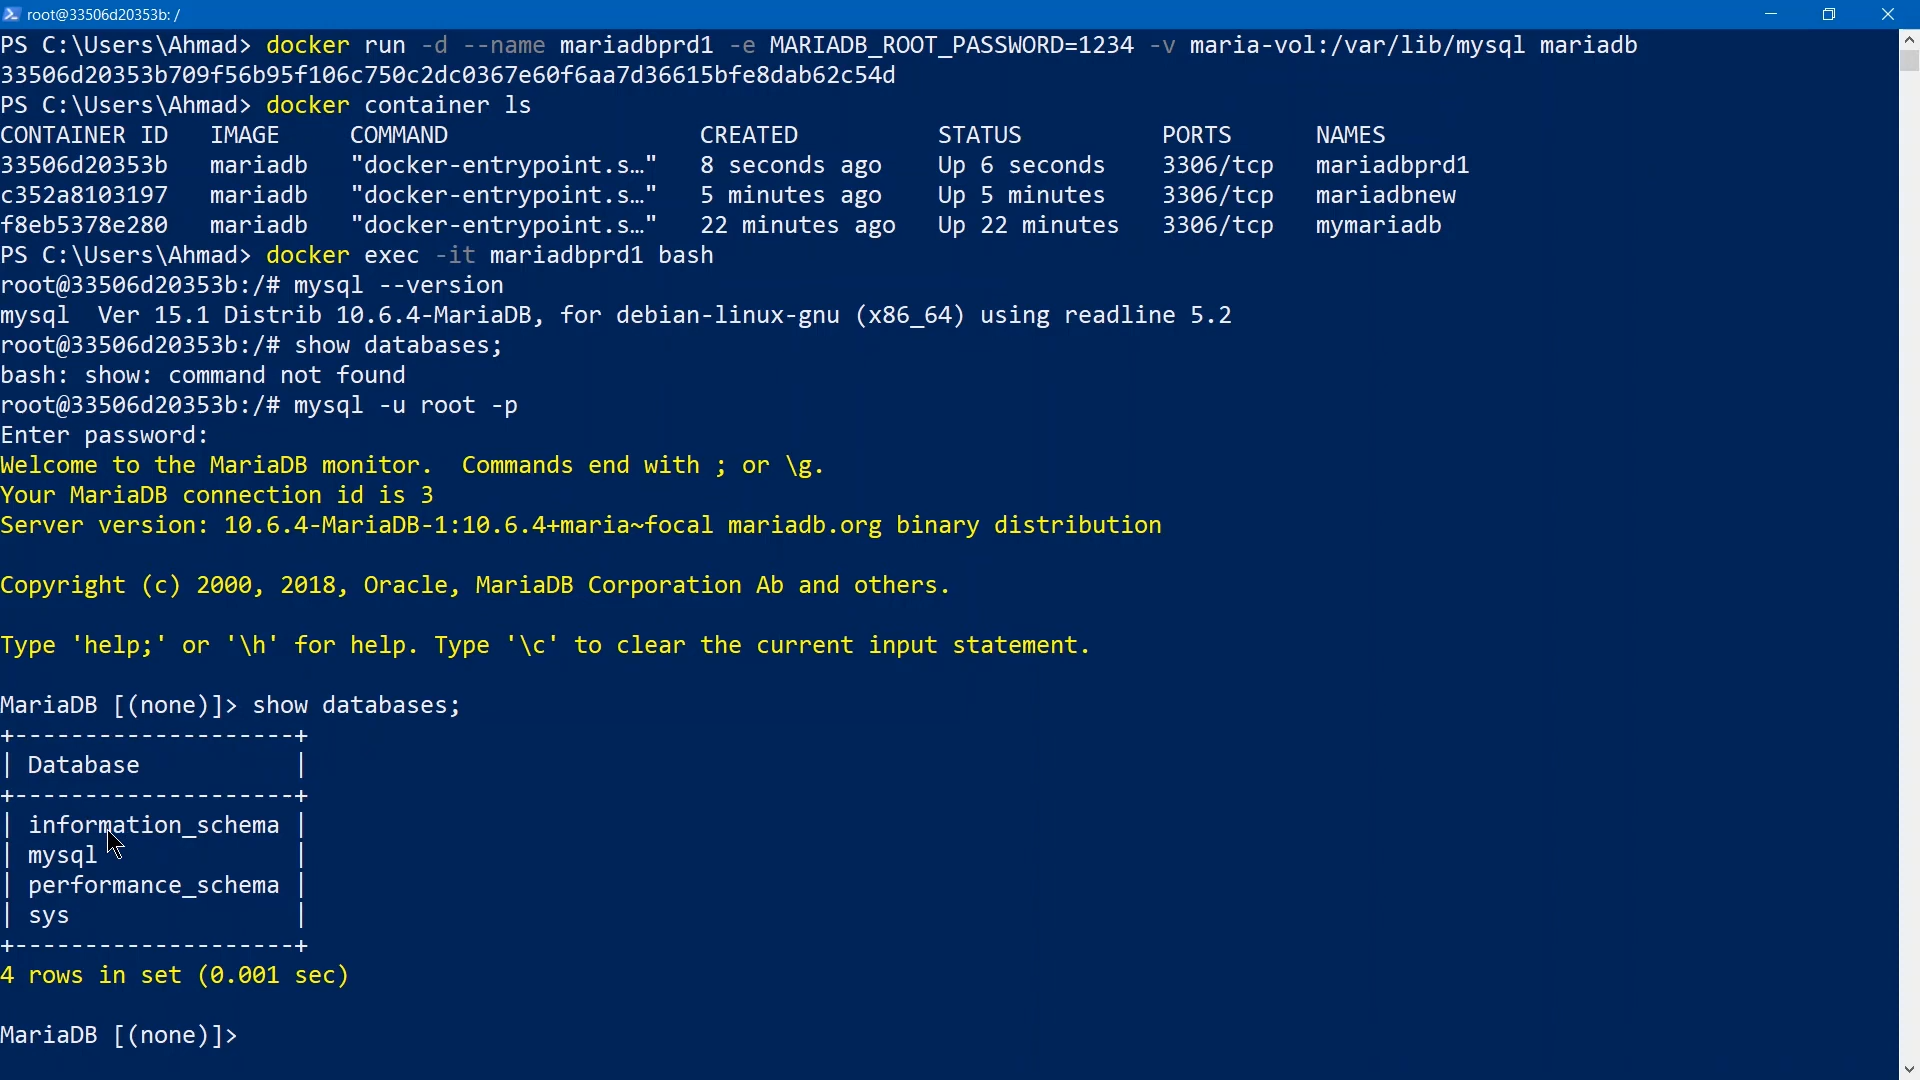 root@33506d20353b: /
PS C:\Users\Ahmad> docker run -d --name mariadbprd1 -e MARIADB_ROOT_PASSWORD=1234 -v maria-vol:/var/lib/mysql mariadb
33506d20353b709f56b95f106c750c2dc0367e60f6aa7d36615bfe8dab62c54d
PS C:\Users\Ahmad> docker container ls
CONTAINER ID   IMAGE     COMMAND                  CREATED          STATUS          PORTS      NAMES
33506d20353b   mariadb   "docker-entrypoint.s…"   8 seconds ago    Up 6 seconds    3306/tcp   mariadbprd1
c352a8103197   mariadb   "docker-entrypoint.s…"   5 minutes ago    Up 5 minutes    3306/tcp   mariadbnew
f8eb5378e280   mariadb   "docker-entrypoint.s…"   22 minutes ago   Up 22 minutes   3306/tcp   mymariadb
PS C:\Users\Ahmad> docker exec -it mariadbprd1 bash
root@33506d20353b:/# mysql --version
mysql  Ver 15.1 Distrib 10.6.4-MariaDB, for debian-linux-gnu (x86_64) using readline 5.2
root@33506d20353b:/# show databases;
bash: show: command not found
root@33506d20353b:/# mysql -u root -p
Enter password:
Welcome to the MariaDB monitor.  Commands end with ; or \g.
Your MariaDB connection id is 3
Server version: 10.6.4-MariaDB-1:10.6.4+maria~focal mariadb.org binary distribution
Copyright (c) 2000, 2018, Oracle, MariaDB Corporation Ab and others.
Type 'help;' or '\h' for help. Type '\c' to clear the current input statement.
MariaDB [(none)]> show databases;
+--------------------+
| Database           |
+--------------------+
| information_schema |
| mysql              |
| performance_schema |
| sys                |
+--------------------+
4 rows in set (0.001 sec)
MariaDB [(none)]>